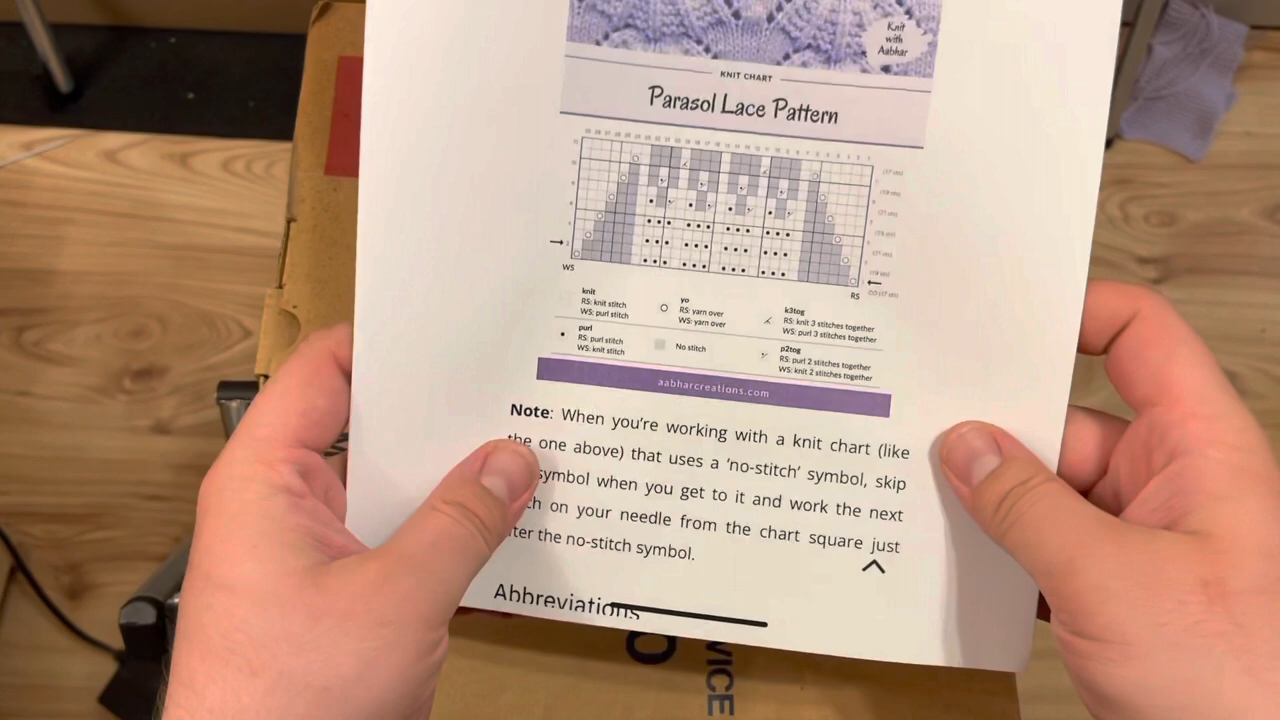 Knit
with
Aabhar
KNIT CHART
Parasol Lace Pattern
WS
RS
knit
RS: knit stitch
WS: purl stitch
yo
RS: yarn over
WS: yarn over
k3tog
RS: knit 3 stitches together
WS: purl 3 stitches together
purl
RS: purl stitch
WS: knit stitch
No stitch
p2tog
RS: purl 2 stitches together
WS: knit 2 stitches together
aabharcreations.com
Note: When you're working with a knit chart (like
the one above) that uses a 'no-stitch' symbol, skip
symbol when you get to it and work the next
on your needle from the chart square just
the no-stitch symbol.
Abbreviations
VICE